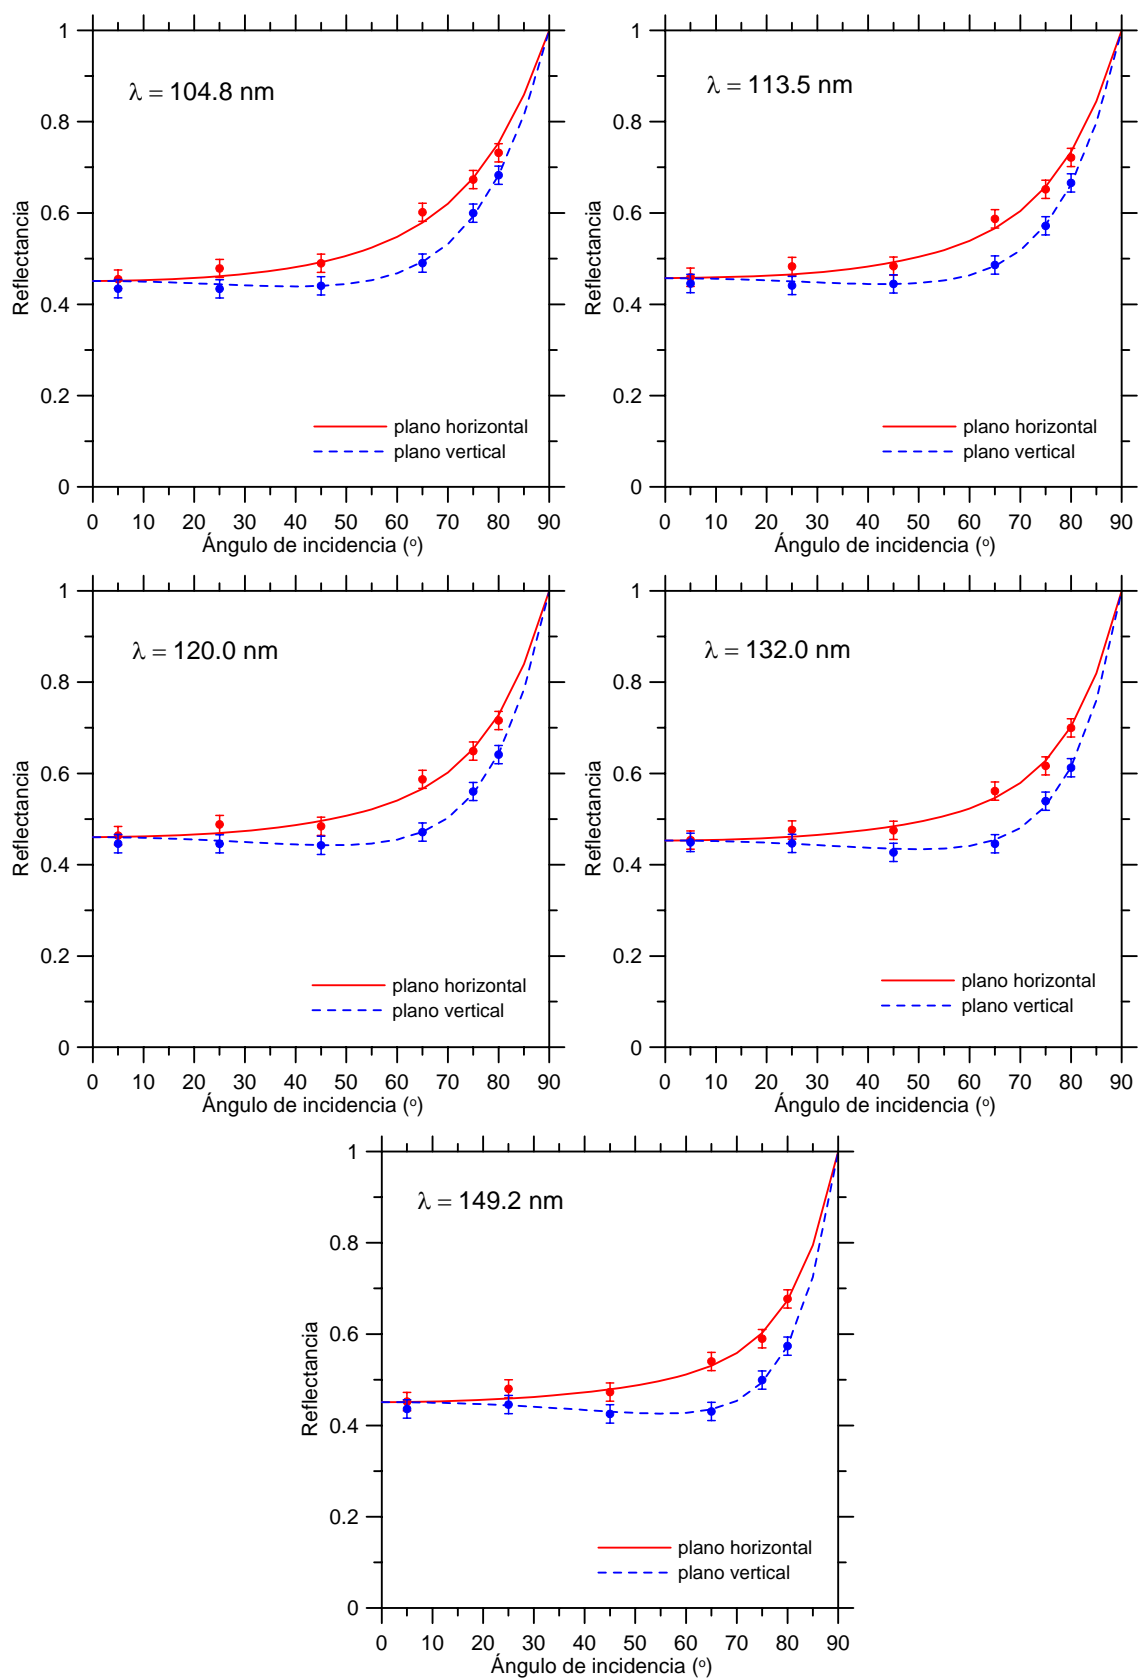 1
0.8
0.6
0.4
0.2
0
Reflectancia
λ = 104.8 nm
plano horizontal
plano vertical
0 10 20 30 40 50 60 70 80 90
Ángulo de incidencia (º)
1
0.8
0.6
0.4
0.2
0
Reflectancia
λ = 113.5 nm
plano horizontal
plano vertical
0 10 20 30 40 50 60 70 80 90
Ángulo de incidencia (º)
1
0.8
0.6
0.4
0.2
0
Reflectancia
λ = 120.0 nm
plano horizontal
plano vertical
0 10 20 30 40 50 60 70 80 90
Ángulo de incidencia (º)
1
0.8
0.6
0.4
0.2
0
Reflectancia
λ = 132.0 nm
plano horizontal
plano vertical
0 10 20 30 40 50 60 70 80 90
Ángulo de incidencia (º)
1
0.8
0.6
0.4
0.2
0
Reflectancia
λ = 149.2 nm
plano horizontal
plano vertical
0 10 20 30 40 50 60 70 80 90
Ángulo de incidencia (º)